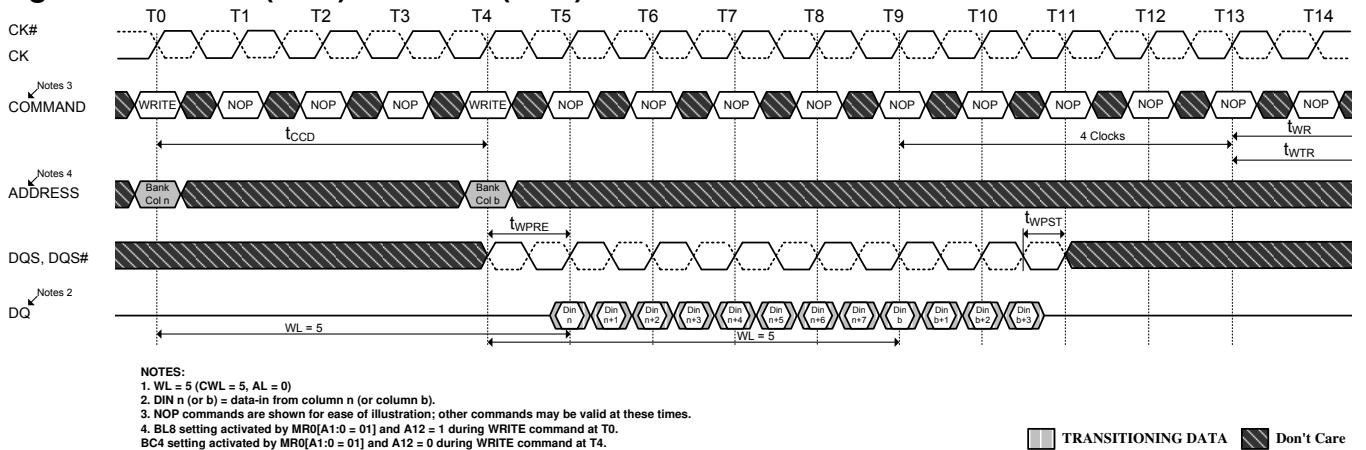 T0 T1 T2 T3 T4 T5 T6 T7 T8 T9 T10 T11 T12 T13 T14
CK#
CK
Notes 3
COMMAND
WRITE NOP NOP NOP WRITE NOP NOP NOP NOP NOP NOP NOP NOP NOP NOP
tCCD
4 Clocks
tWR
tWTR
Notes 4
ADDRESS
Bank Col n
Bank Col b
tWPRE
tWPST
DQS, DQS#
Notes 2
DQ
Din n Din n+1 Din n+2 Din n+3 Din n+4 Din n+5 Din n+6 Din n+7 Din b Din b+1 Din b+2 Din b+3
WL = 5
WL = 5
NOTES:
1. WL = 5 (CWL = 5, AL = 0)
2. DIN n (or b) = data-in from column n (or column b).
3. NOP commands are shown for ease of illustration; other commands may be valid at these times.
4. BL8 setting activated by MR0[A1:0 = 01] and A12 = 1 during WRITE command at T0.
BC4 setting activated by MR0[A1:0 = 01] and A12 = 0 during WRITE command at T4.
TRANSITIONING DATA
Don't Care